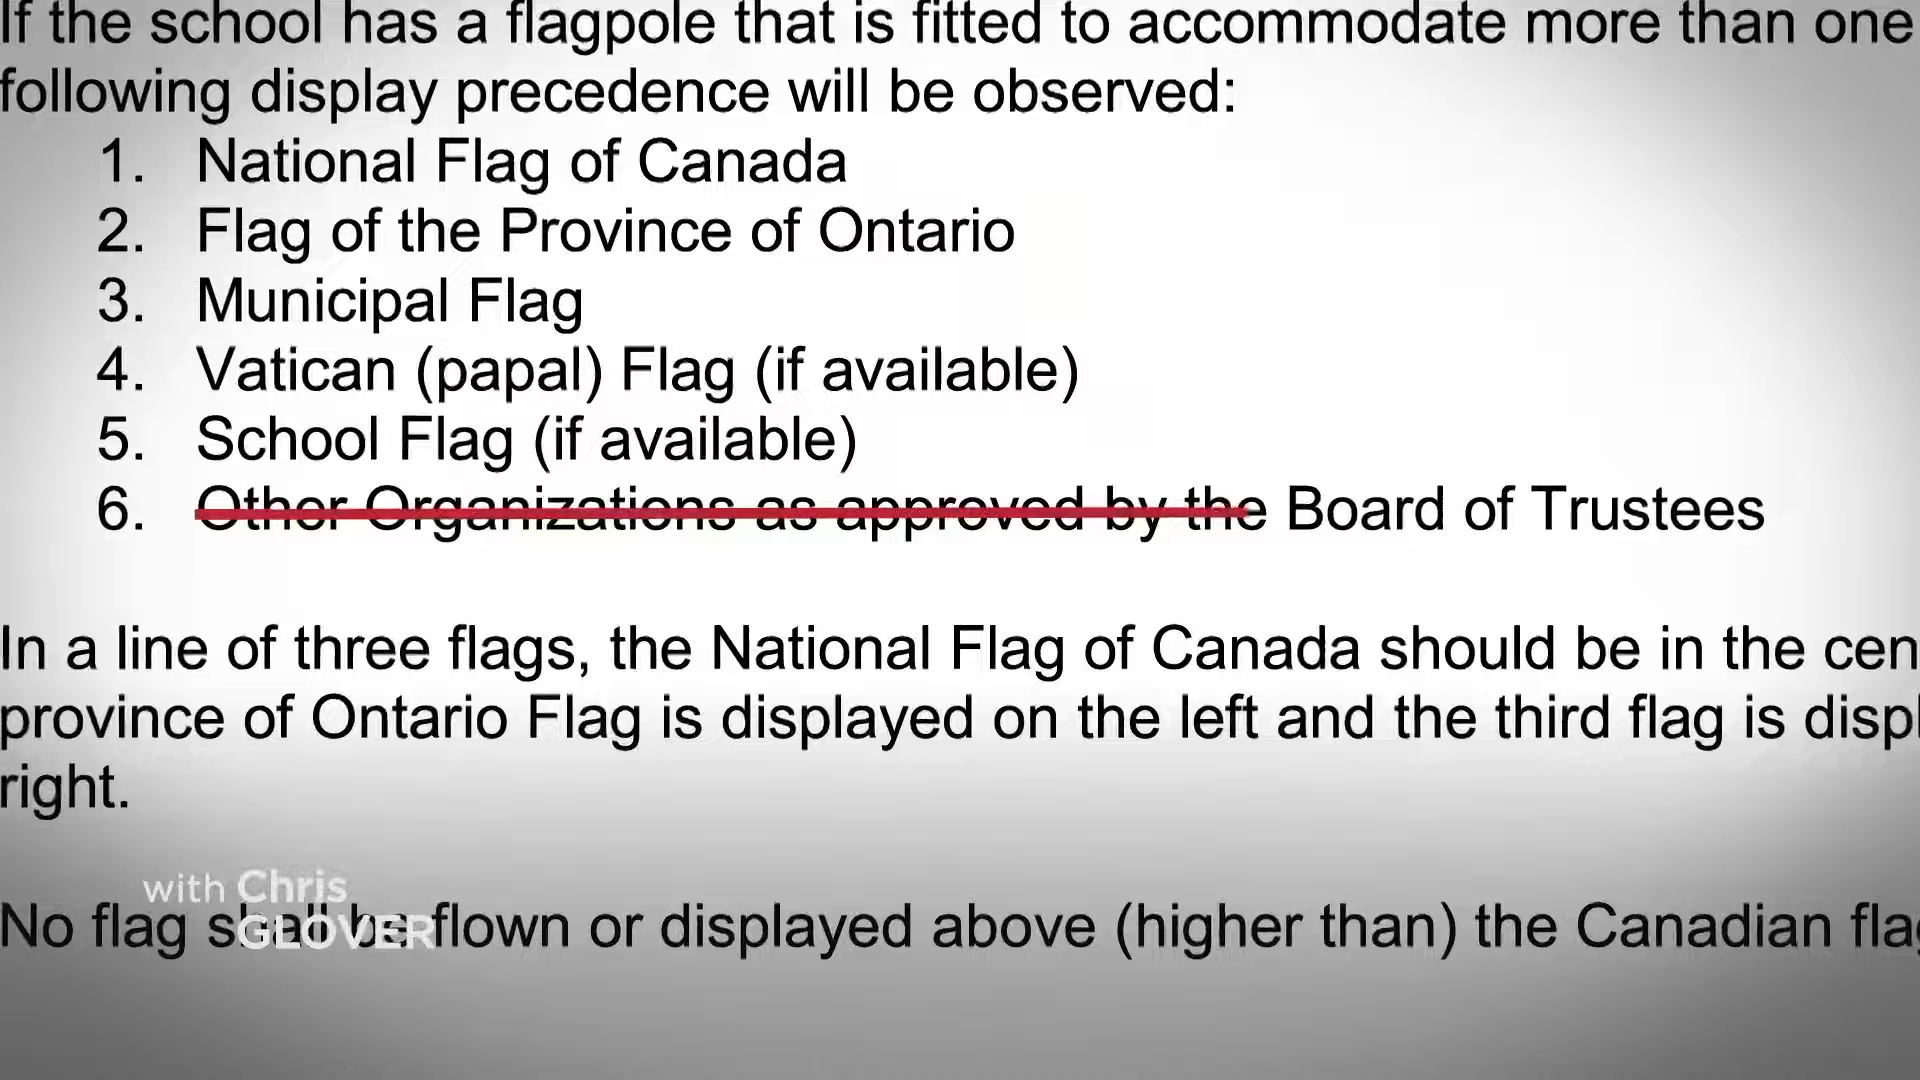 If the school has a flagpole that is fitted to accommodate more than one
following display precedence will be observed:
1. National Flag of Canada
2. Flag of the Province of Ontario
3. Municipal Flag
4. Vatican (papal) Flag (if available)
5. School Flag (if available)
6. Other Organizations as approved by the Board of Trustees
In a line of three flags, the National Flag of Canada should be in the cen
province of Ontario Flag is displayed on the left and the third flag is displ
right.
with Chris
GLOVER
No flag shall be flown or displayed above (higher than) the Canadian flag